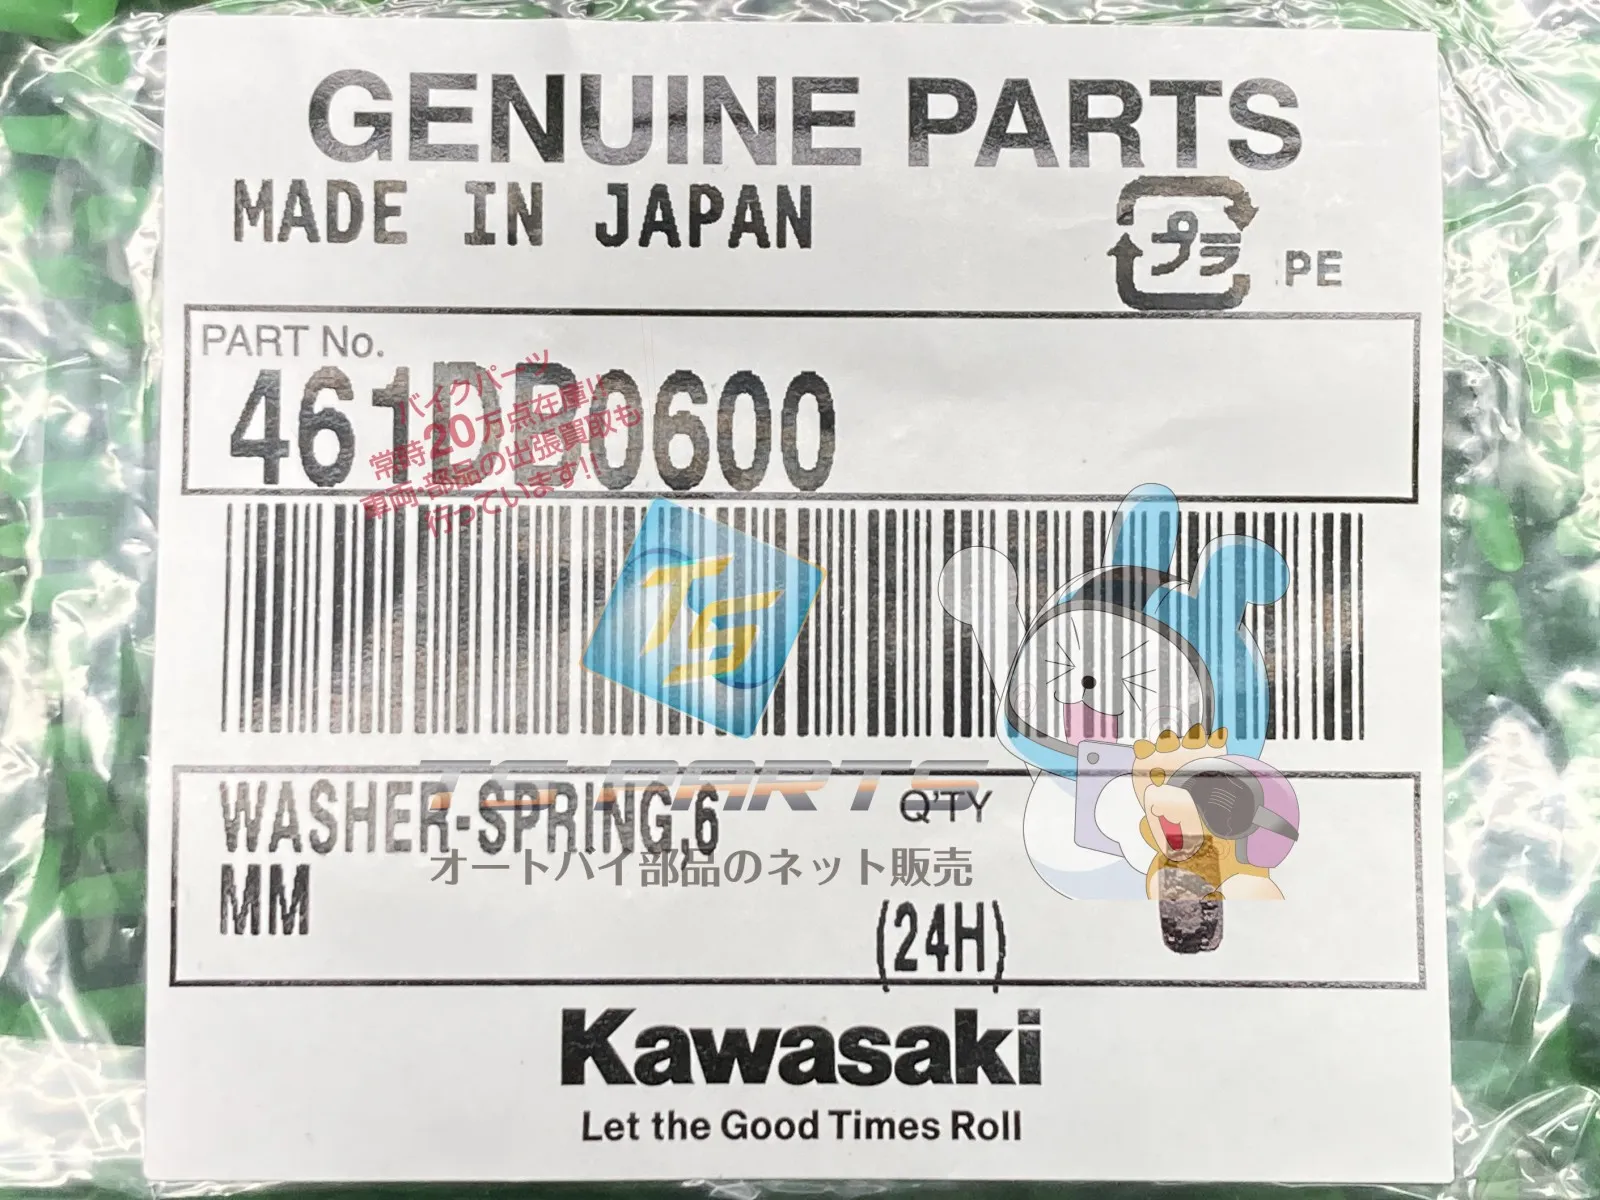 GENUINE PARTS
MADE IN JAPAN
プラ PE
PART No.
461DB0600
バイクパーツ
常時20万点在庫!!
車両・部品の出張買取も
行っています!!
TS
TS PARTS
WASHER-SPRING,6
MM
Q'TY
オートバイ部品のネット販売
(24H)
Kawasaki
Let the Good Times Roll